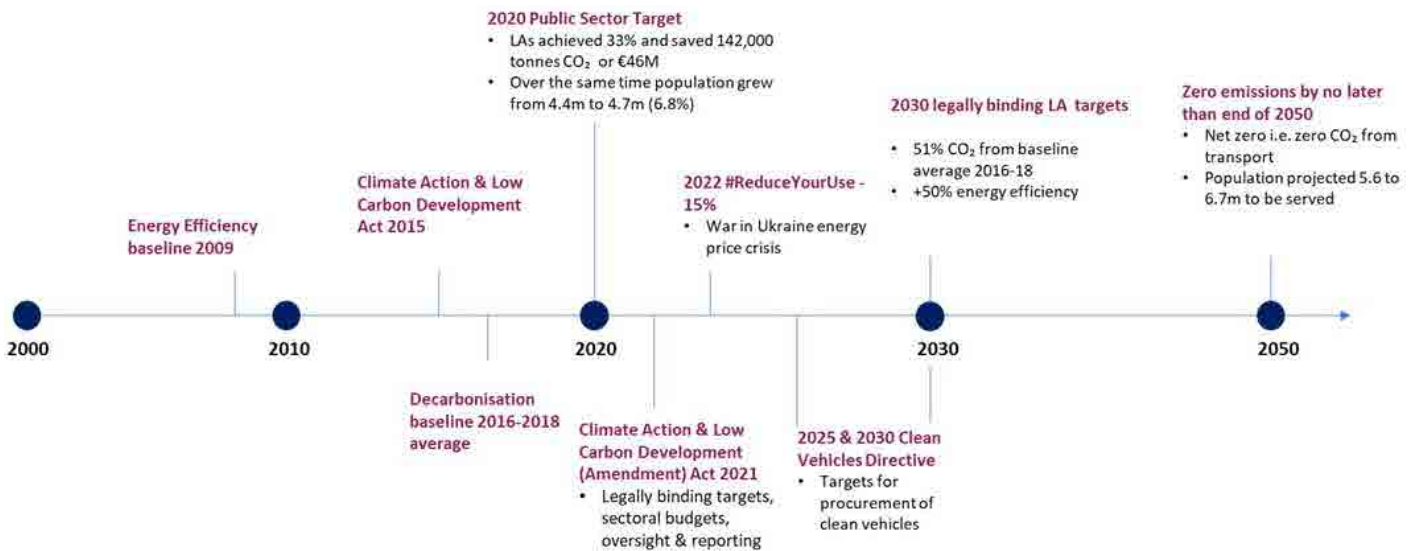 2020 Public Sector Target
• LAs achieved 33% and saved 142,000
tonnes CO₂ or €46M
• Over the same time population grew
from 4.4m to 4.7m (6.8%)
2030 legally binding LA targets
• 51% CO₂ from baseline
average 2016-18
• +50% energy efficiency
Zero emissions by no later
than end of 2050
• Net zero i.e. zero CO₂ from
transport
• Population projected 5.6 to
6.7m to be served
Climate Action & Low
Carbon Development
Act 2015
2022 #ReduceYourUse -
15%
• War in Ukraine energy
price crisis
Energy Efficiency
baseline 2009
2000
2010
2020
2030
2050
Decarbonisation
baseline 2016-2018
average
Climate Action & Low
Carbon Development
(Amendment) Act 2021
• Legally binding targets,
sectoral budgets,
oversight & reporting
2025 & 2030 Clean
Vehicles Directive
• Targets for
procurement of
clean vehicles